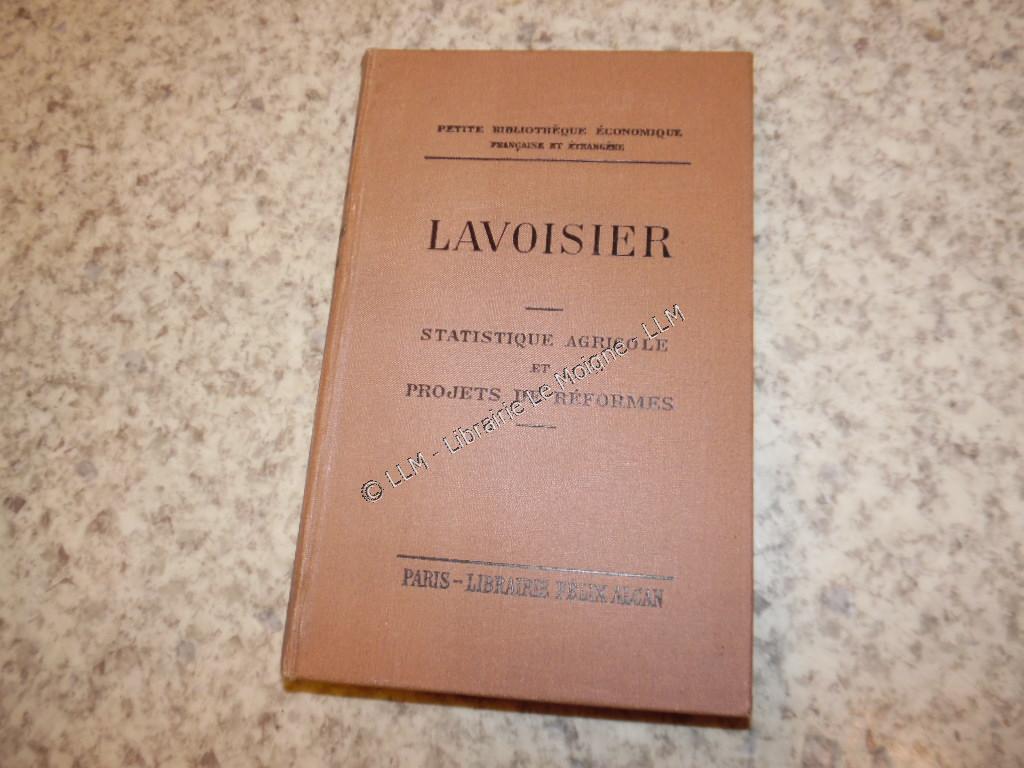 PETITE BIBLIOTHÈQUE ÉCONOMIQUE
FRANÇAISE ET ÉTRANGÈRE
LAVOISIER
STATISTIQUE AGRICOLE
ET
PROJETS DE RÉFORMES
© LLM - Librairie Le Moigne - LLM
PARIS - LIBRAIRIE FÉLIX ALCAN